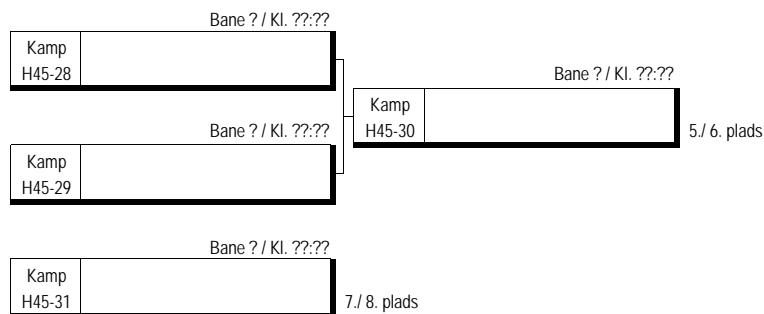 Bane ? / Kl. ??:??
Kamp
H45-28
Bane ? / Kl. ??:??
Kamp
H45-30
5./ 6. plads
Bane ? / Kl. ??:??
Kamp
H45-29
Bane ? / Kl. ??:??
Kamp
H45-31
7./ 8. plads